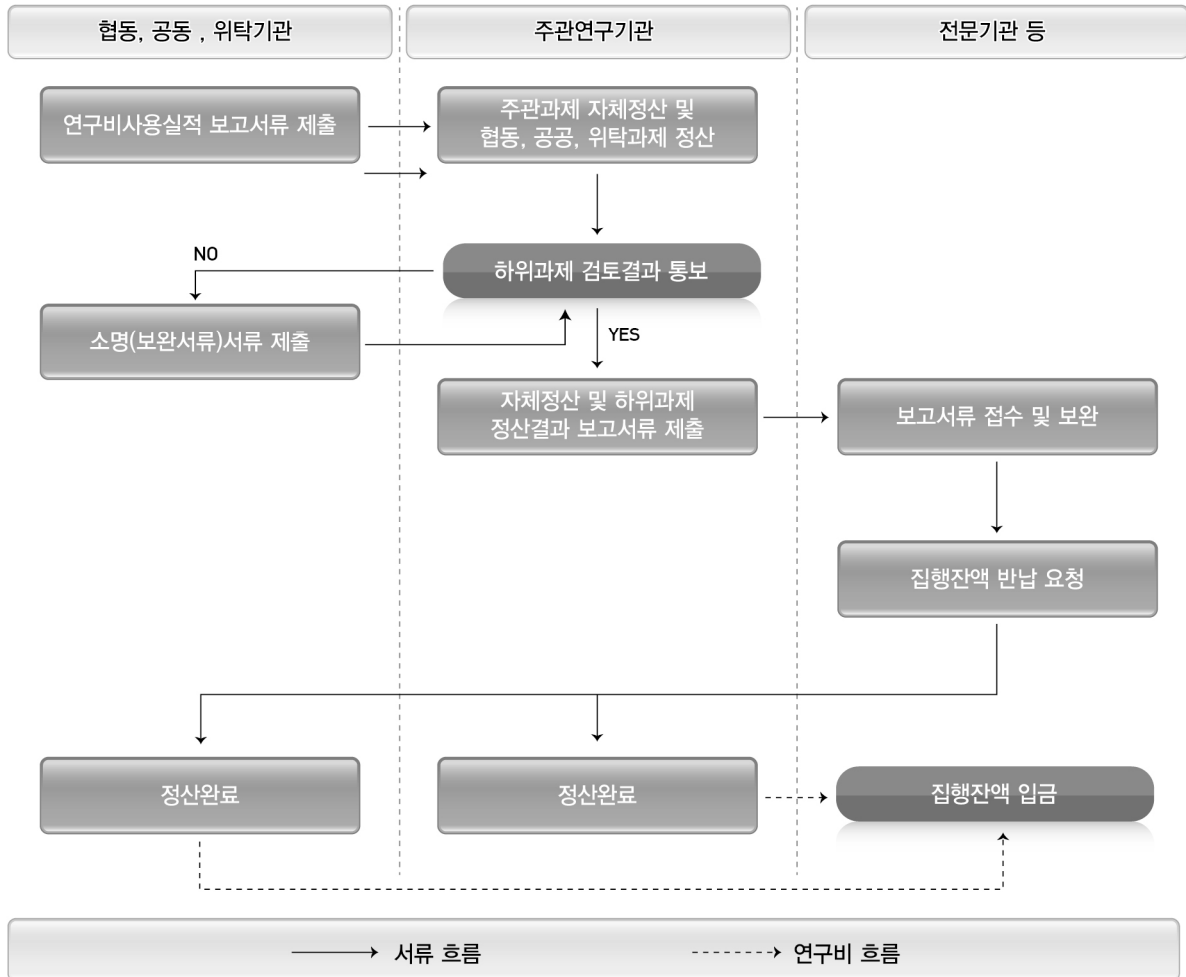 협동, 공동 , 위탁기관
주관연구기관
전문기관 등
연구비사용실적 보고서류 제출
주관과제 자체정산 및
협동, 공공, 위탁과제 정산
NO
하위과제 검토결과 통보
소명(보완서류)서류 제출
YES
자체정산 및 하위과제
정산결과 보고서류 제출
보고서류 접수 및 보완
집행잔액 반납 요청
정산완료
정산완료
집행잔액 입금
서류 흐름
연구비 흐름